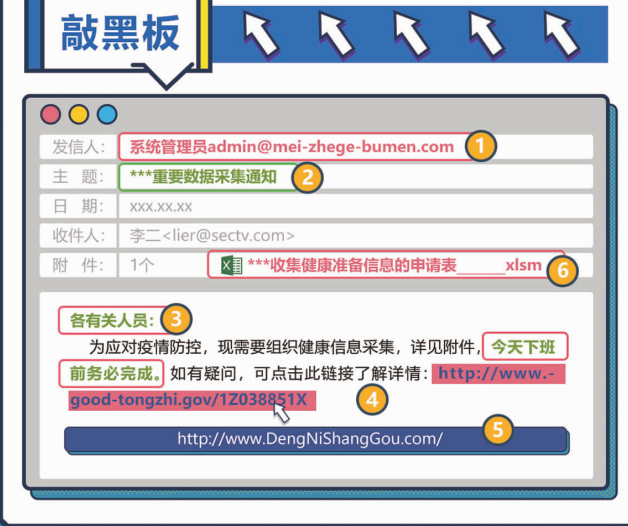 敲黑板
发信人: 系统管理员admin@mei-zhege-bumen.com 1
主 题: ***重要数据采集通知 2
日 期: xxx.xx.xx
收件人: 李二<lier@sectv.com>
附 件: 1个 ***收集健康准备信息的申请表______xlsm 6
各有关人员: 3
为应对疫情防控，现需要组织健康信息采集，详见附件，今天下班
前务必完成。如有疑问，可点击此链接了解详情: http://www.-
good-tongzhi.gov/1Z038851X 4
http://www.DengNiShangGou.com/ 5